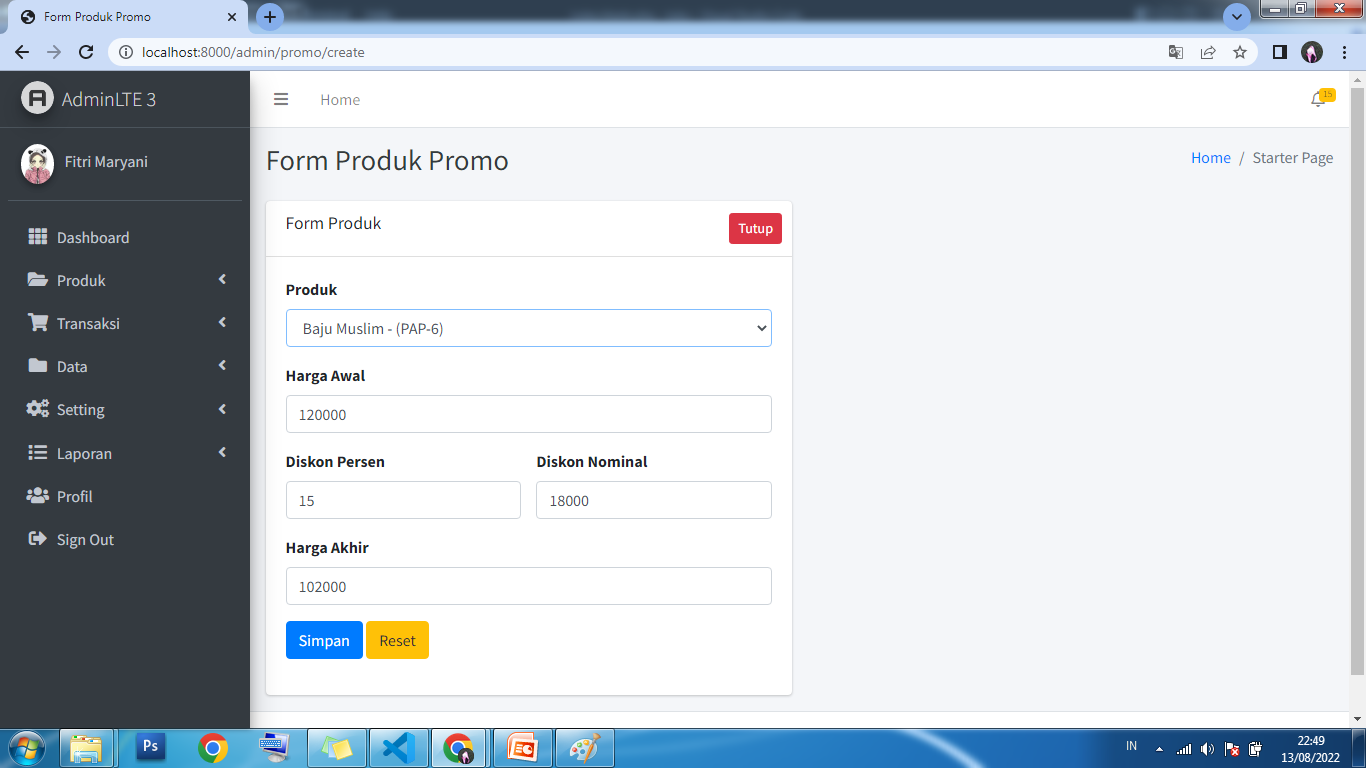 Form Produk Promo
localhost:8000/admin/promo/create
AdminLTE 3
Home
15
Fitri Maryani
Form Produk Promo
Home / Starter Page
Dashboard
Produk
Transaksi
Data
Setting
Laporan
Profil
Sign Out
Form Produk
Tutup
Produk
Baju Muslim - (PAP-6)
Harga Awal
120000
Diskon Persen
Diskon Nominal
15
18000
Harga Akhir
102000
Simpan
Reset
Ps
IN
22:49
13/08/2022